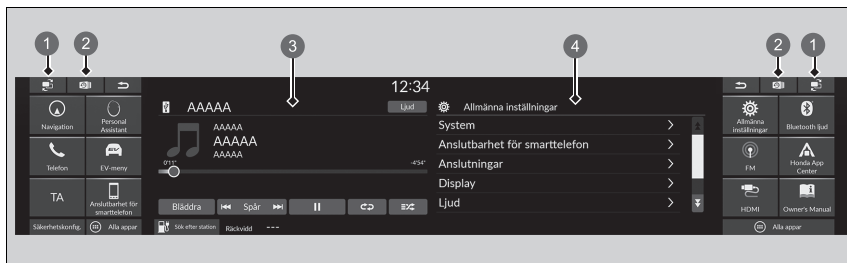 1
2
3
4
2
1
12:34
Navigation
Personal
Assistant
Telefon
EV
EV-meny
TA
Anslutbarhet för
smarttelefon
Säkerhetskonfig.
Alla appar
AAAAA
Ljud
AAAAA
AAAAA
AAAAA
0'11"
-4'54"
Bläddra
Spår
Sök efter station
Räckvidd
---
Allmänna inställningar
System
Anslutbarhet för smarttelefon
Anslutningar
Display
Ljud
Allmänna
inställningar
Bluetooth ljud
FM
Honda App
Center
HDMI
Owner's Manual
Alla appar